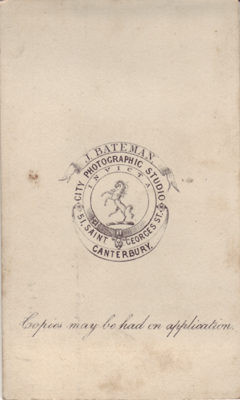 J. BATEMAN
CITY PHOTOGRAPHIC STUDIO
INVICTA
51, SAINT GEORGES ST.
CANTERBURY.
Copies may be had on application.